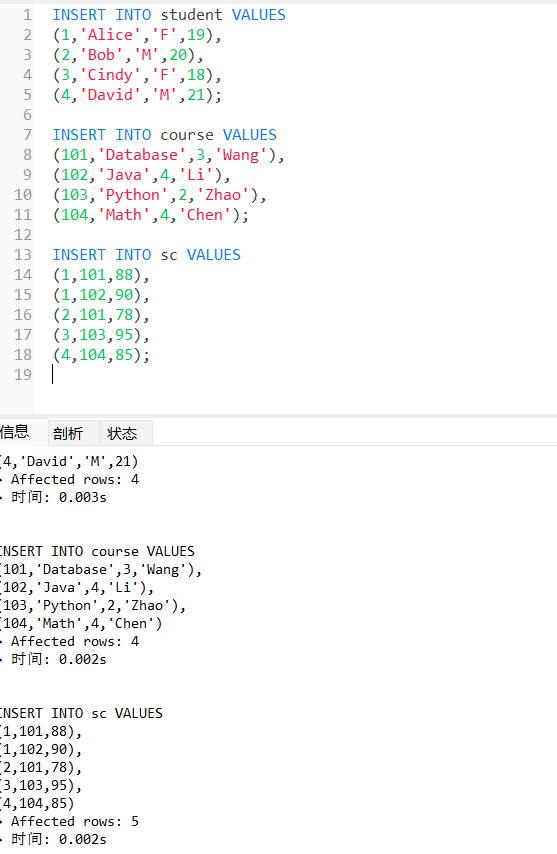 1 INSERT INTO student VALUES
2 (1,'Alice','F',19),
3 (2,'Bob','M',20),
4 (3,'Cindy','F',18),
5 (4,'David','M',21);
6
7 INSERT INTO course VALUES
8 (101,'Database',3,'Wang'),
9 (102,'Java',4,'Li'),
10 (103,'Python',2,'Zhao'),
11 (104,'Math',4,'Chen');
12
13 INSERT INTO sc VALUES
14 (1,101,88),
15 (1,102,90),
16 (2,101,78),
17 (3,103,95),
18 (4,104,85);
19
信息 剖析 状态
(4,'David','M',21)
> Affected rows: 4
> 时间: 0.003s
INSERT INTO course VALUES
(101,'Database',3,'Wang'),
(102,'Java',4,'Li'),
(103,'Python',2,'Zhao'),
(104,'Math',4,'Chen')
> Affected rows: 4
> 时间: 0.002s
INSERT INTO sc VALUES
(1,101,88),
(1,102,90),
(2,101,78),
(3,103,95),
(4,104,85)
> Affected rows: 5
> 时间: 0.002s